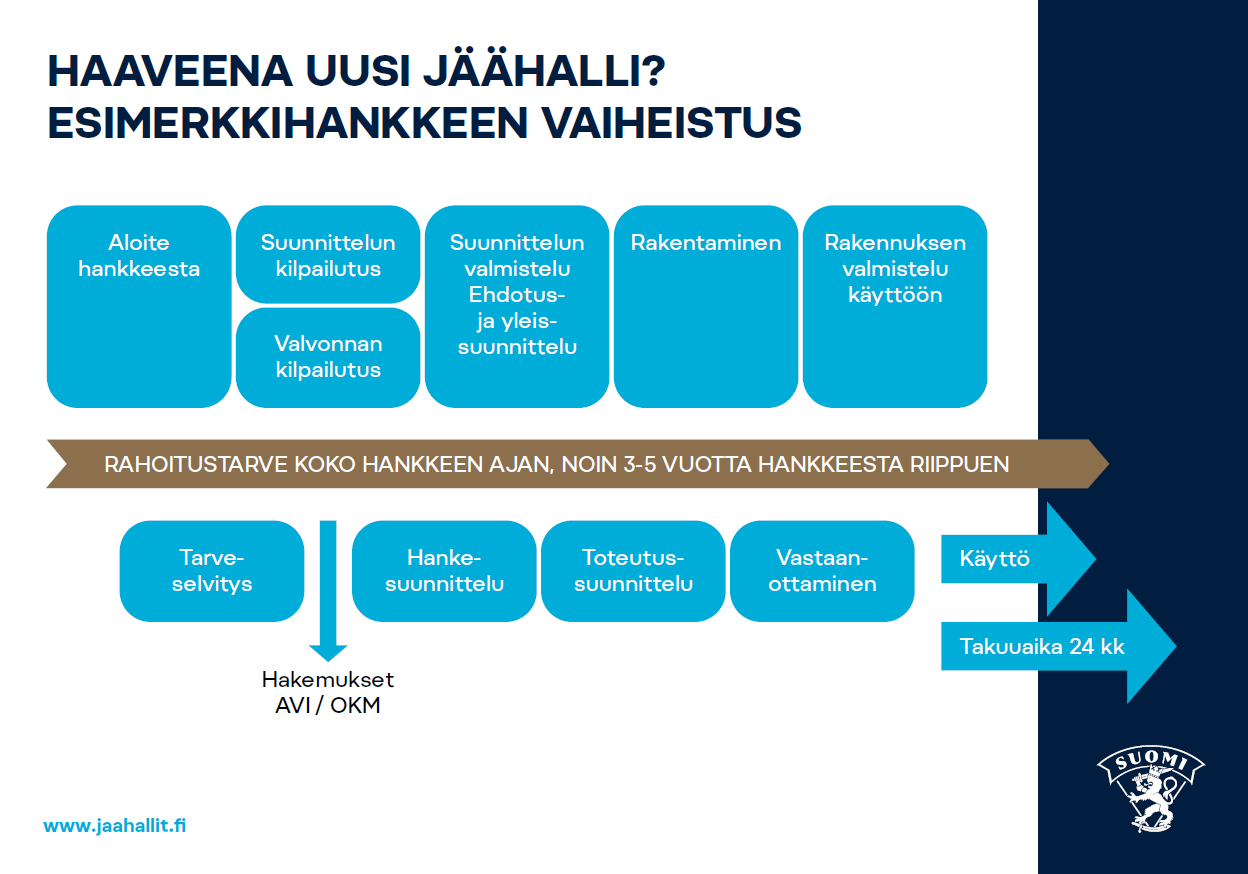 HAAVEENA UUSI JÄÄHALLI?
ESIMERKKIHANKKEEN VAIHEISTUS
Aloite
hankkeesta
Suunnittelun
kilpailutus
Valvonnan
kilpailutus
Suunnittelun
valmistelu
Ehdotus-
ja yleis-
suunnittelu
Rakentaminen
Rakennuksen
valmistelu
käyttöön
RAHOITUSTARVE KOKO HANKKEEN AJAN, NOIN 3-5 VUOTTA HANKKEESTA RIIPPUEN
Tarve-
selvitys
Hanke-
suunnittelu
Toteutus-
suunnittelu
Vastaan-
ottaminen
Käyttö
Takuuaika 24 kk
Hakemukset
AVI / OKM
SUOMI
www.jaahallit.fi